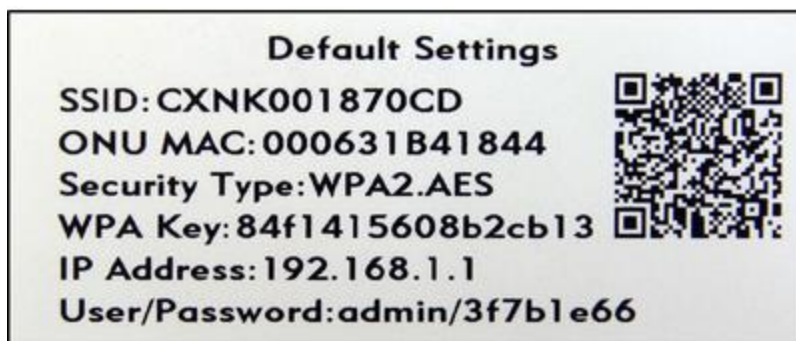 Default Settings
SSID:CXNK001870CD
ONU MAC:000631B41844
Security Type:WPA2.AES
WPA Key:84f1415608b2cb13
IP Address:192.168.1.1
User/Password:admin/3f7b1e66